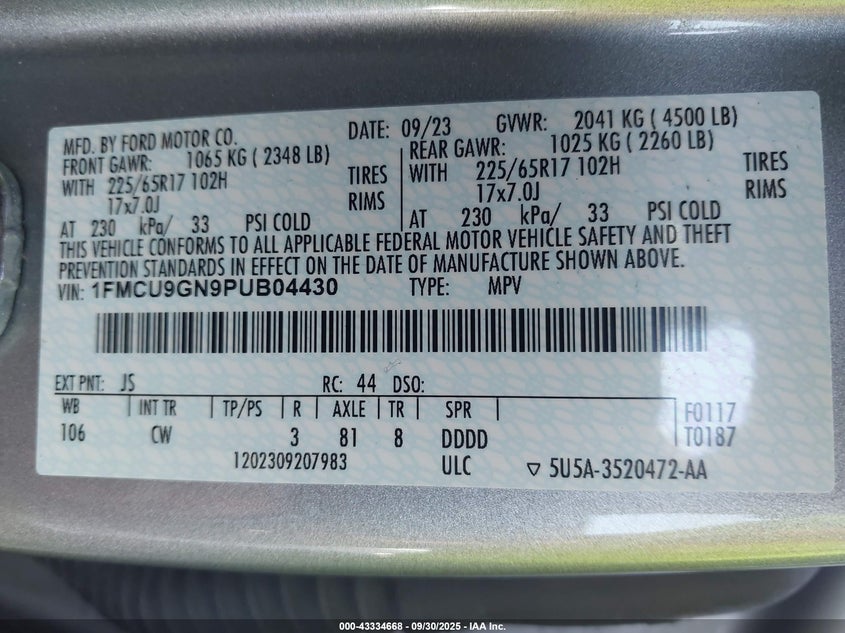 MFD. BY FORD MOTOR CO. DATE: 09/23 GVWR: 2041 KG ( 4500 LB)
FRONT GAWR: 1065 KG ( 2348 LB) REAR GAWR: 1025 KG ( 2260 LB)
WITH 225/65R17 102H TIRES WITH 225/65R17 102H TIRES
17x7.0J RIMS 17x7.0J RIMS
AT 230 kPa/ 33 PSI COLD AT 230 kPa/ 33 PSI COLD
THIS VEHICLE CONFORMS TO ALL APPLICABLE FEDERAL MOTOR VEHICLE SAFETY AND THEFT
PREVENTION STANDARDS IN EFFECT ON THE DATE OF MANUFACTURE SHOWN ABOVE.
VIN: 1FMCU9GN9PUB04430 TYPE: MPV
EXT PNT: JS RC: 44 DSO:
WB INT TR TP/PS R AXLE TR SPR F0117
106 CW 3 81 8 DDDD T0187
1202309207983 ULC ▽ 5U5A-3520472-AA
000-43334668 - 09/30/2025 - IAA Inc.